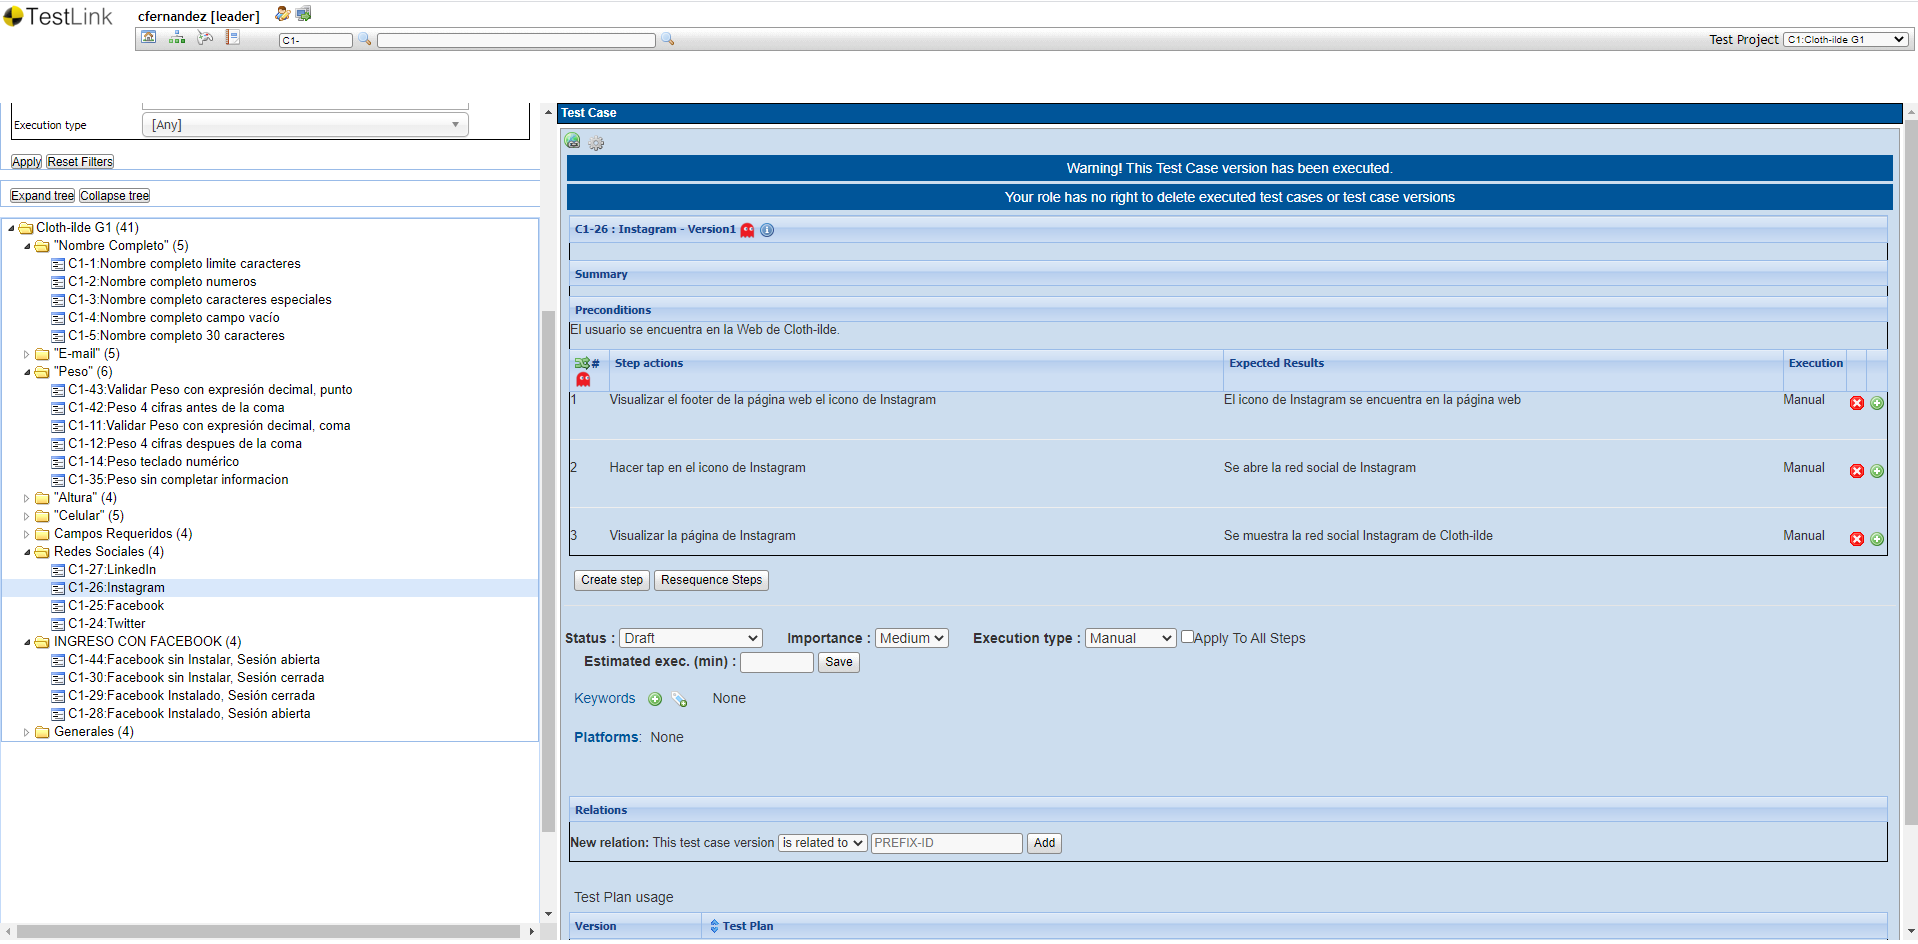 TestLink
cfernandez [leader]
C1-
Test Project C1:Cloth-ilde G1
Execution type [Any]
Apply Reset Filters
Expand tree Collapse tree
Cloth-ilde G1 (41)
"Nombre Completo" (5)
C1-1:Nombre completo limite caracteres
C1-2:Nombre completo numeros
C1-3:Nombre completo caracteres especiales
C1-4:Nombre completo campo vacío
C1-5:Nombre completo 30 caracteres
"E-mail" (5)
"Peso" (6)
C1-43:Validar Peso con expresión decimal, punto
C1-42:Peso 4 cifras antes de la coma
C1-11:Validar Peso con expresión decimal, coma
C1-12:Peso 4 cifras despues de la coma
C1-14:Peso teclado numérico
C1-35:Peso sin completar informacion
"Altura" (4)
"Celular" (5)
Campos Requeridos (4)
Redes Sociales (4)
C1-27:LinkedIn
C1-26:Instagram
C1-25:Facebook
C1-24:Twitter
INGRESO CON FACEBOOK (4)
C1-44:Facebook sin Instalar, Sesión abierta
C1-30:Facebook sin Instalar, Sesión cerrada
C1-29:Facebook Instalado, Sesión cerrada
C1-28:Facebook Instalado, Sesión abierta
Generales (4)
Test Case
Warning! This Test Case version has been executed.
Your role has no right to delete executed test cases or test case versions
C1-26 : Instagram - Version1
Summary
Preconditions
El usuario se encuentra en la Web de Cloth-ilde.
# Step actions Expected Results Execution
1 Visualizar el footer de la página web el icono de Instagram El icono de Instagram se encuentra en la página web Manual
2 Hacer tap en el icono de Instagram Se abre la red social de Instagram Manual
3 Visualizar la página de Instagram Se muestra la red social Instagram de Cloth-ilde Manual
Create step Resequence Steps
Status : Draft Importance : Medium Execution type : Manual Apply To All Steps
Estimated exec. (min) : Save
Keywords None
Platforms: None
Relations
New relation: This test case version is related to PREFIX-ID Add
Test Plan usage
Version Test Plan